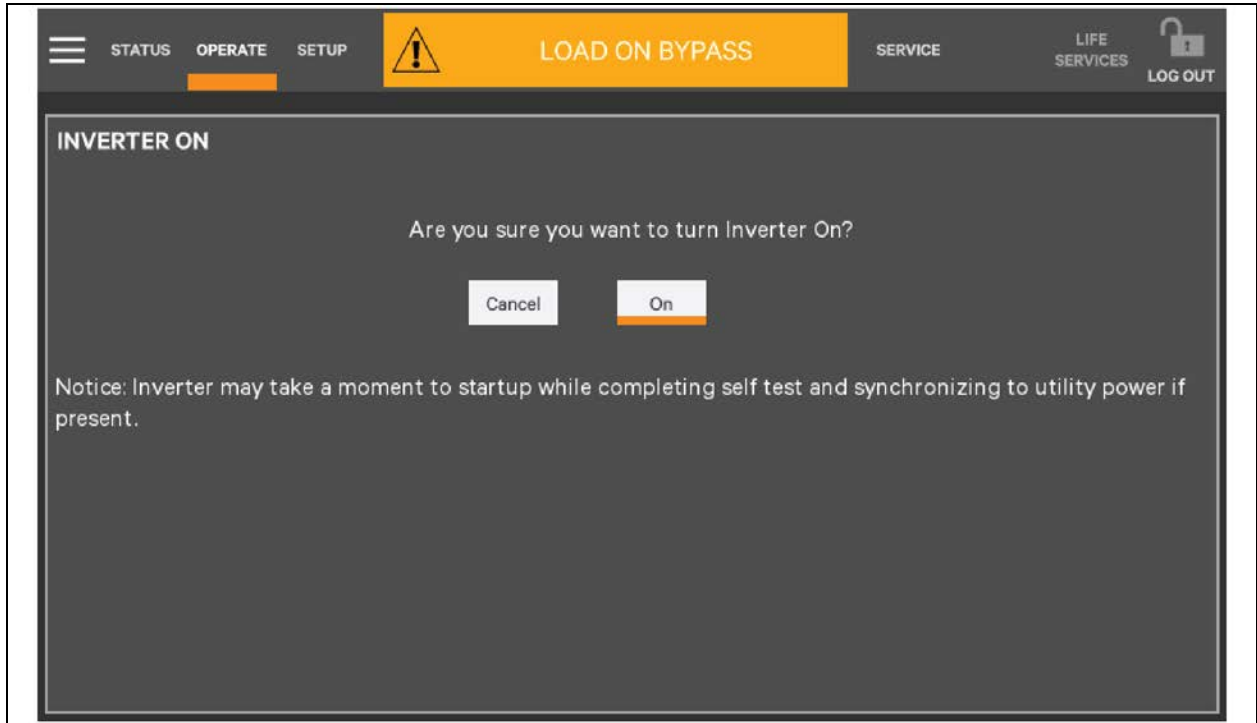 STATUS OPERATE SETUP LOAD ON BYPASS SERVICE LIFE SERVICES LOG OUT
INVERTER ON
Are you sure you want to turn Inverter On?
Cancel On
Notice: Inverter may take a moment to startup while completing self test and synchronizing to utility power if
present.